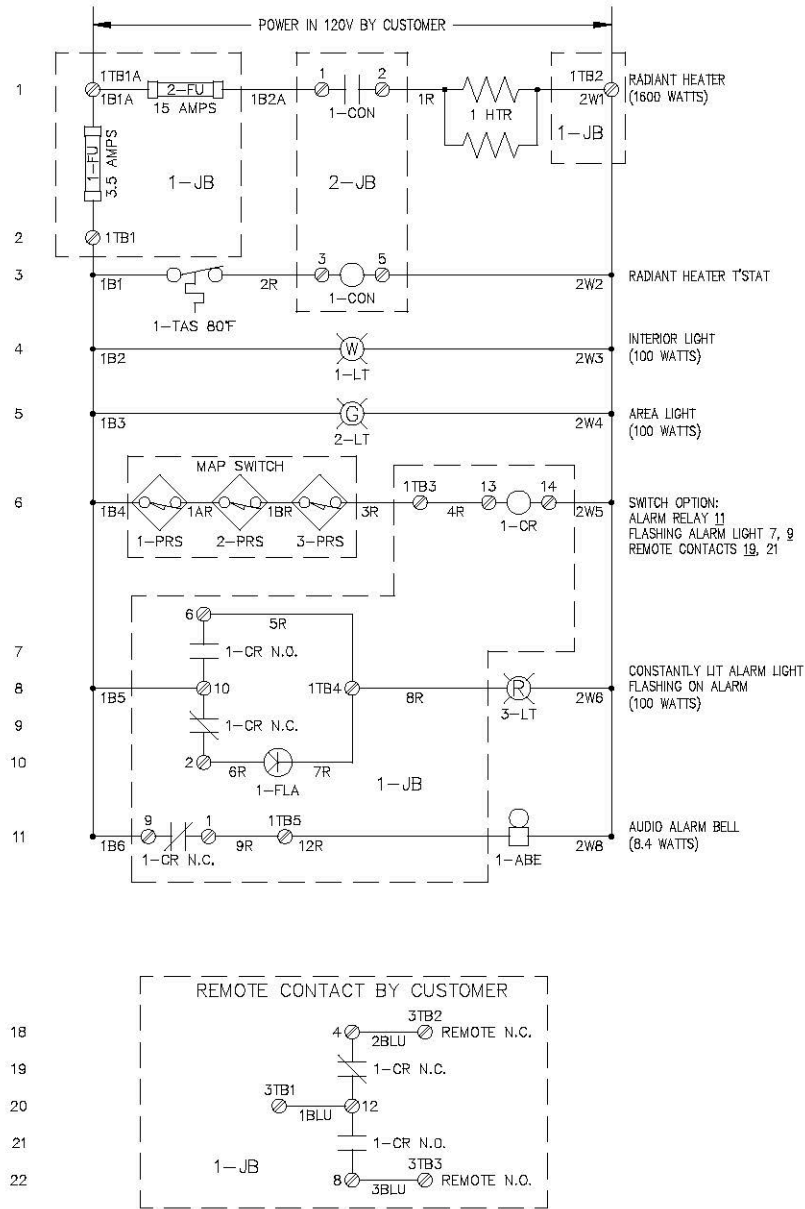 POWER IN 120V BY CUSTOMER
1
1TB1A
1B1A
2-FU
15 AMPS
1B2A
1
2
1-CON
1R
1 HTR
1TB2
2W1
1-JB
RADIANT HEATER
(1600 WATTS)
1-FU
3.5 AMPS
1-JB
2-JB
2
1TB1
3
1B1
1-TAS 80°F
2R
3
5
1-CON
2W2
RADIANT HEATER T'STAT
4
1B2
W
1-LT
2W3
INTERIOR LIGHT
(100 WATTS)
5
1B3
G
2-LT
2W4
AREA LIGHT
(100 WATTS)
MAP SWITCH
6
1B4
1AR
1BR
3R
1TB3
4R
13
14
1-CR
2W5
1-PRS
2-PRS
3-PRS
SWITCH OPTION:
ALARM RELAY 11
FLASHING ALARM LIGHT 7, 9
REMOTE CONTACTS 19, 21
6
5R
7
1-CR N.O.
8
1B5
10
1TB4
8R
R
3-LT
2W6
CONSTANTLY LIT ALARM LIGHT
FLASHING ON ALARM
(100 WATTS)
9
1-CR N.C.
10
2
6R
7R
1-FLA
1-JB
11
1B6
9
1
1-CR N.C.
9R
1TB5
12R
1-ABE
2W8
AUDIO ALARM BELL
(8.4 WATTS)
REMOTE CONTACT BY CUSTOMER
18
4
2BLU
3TB2
REMOTE N.C.
19
1-CR N.C.
20
3TB1
1BLU
12
21
1-CR N.O.
1-JB
22
8
3BLU
3TB3
REMOTE N.O.